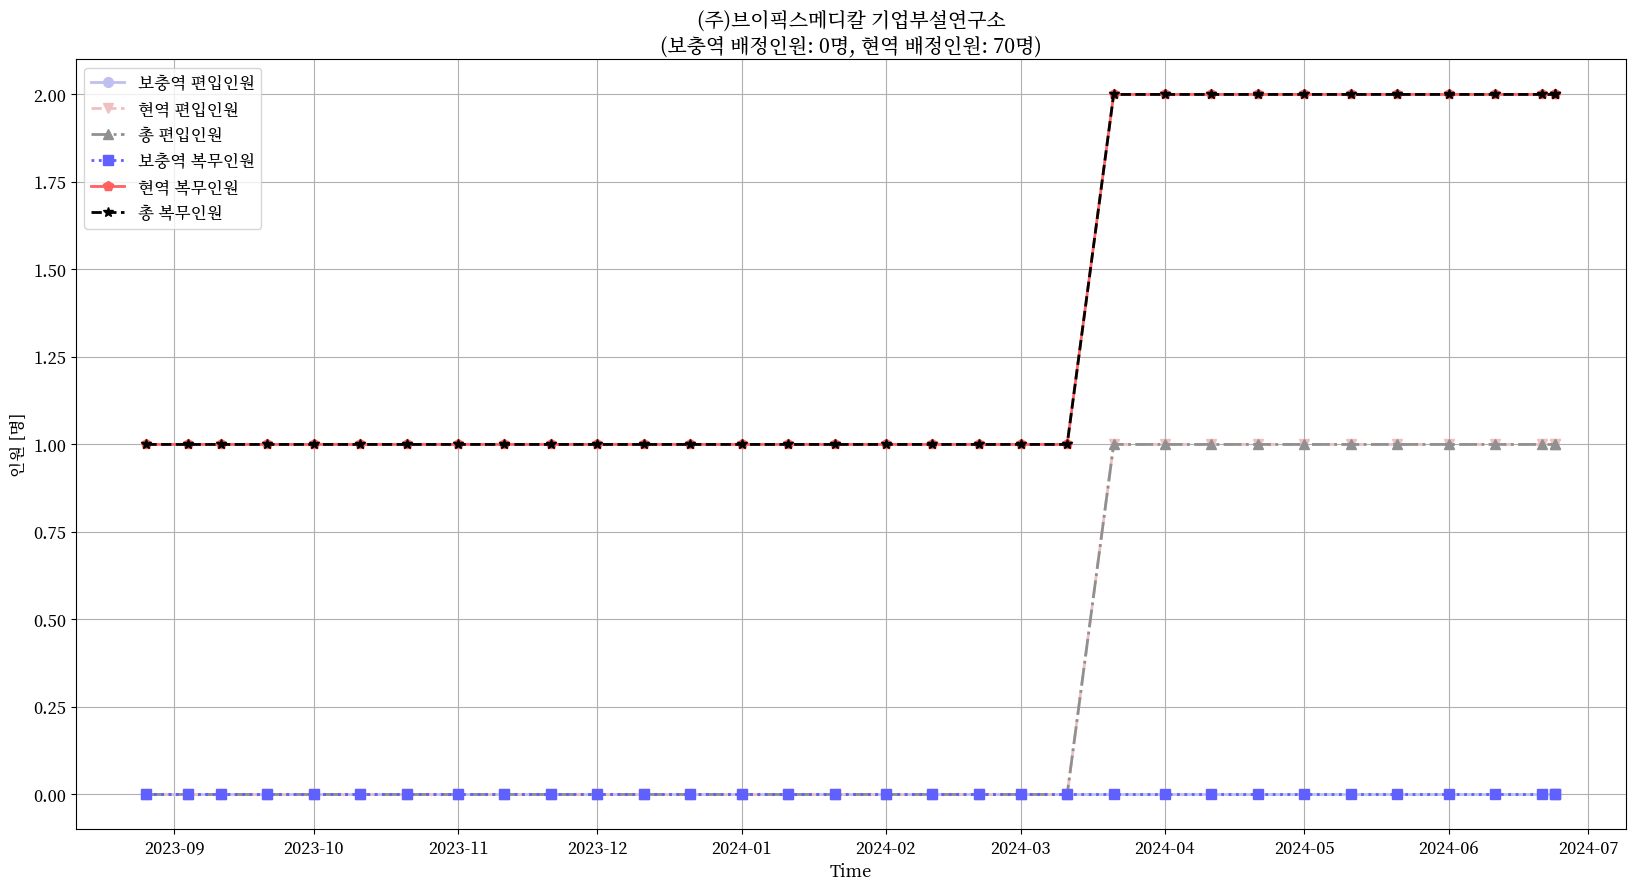 (주)브이픽스메디칼 기업부설연구소
(보충역 배정인원: 0명, 현역 배정인원: 70명)
보충역 편입인원
현역 편입인원
총 편입인원
보충역 복무인원
현역 복무인원
총 복무인원
2.00
1.75
1.50
1.25
1.00
0.75
0.50
0.25
0.00
인원 [명]
2023-09 2023-10 2023-11 2023-12 2024-01 2024-02 2024-03 2024-04 2024-05 2024-06 2024-07
Time